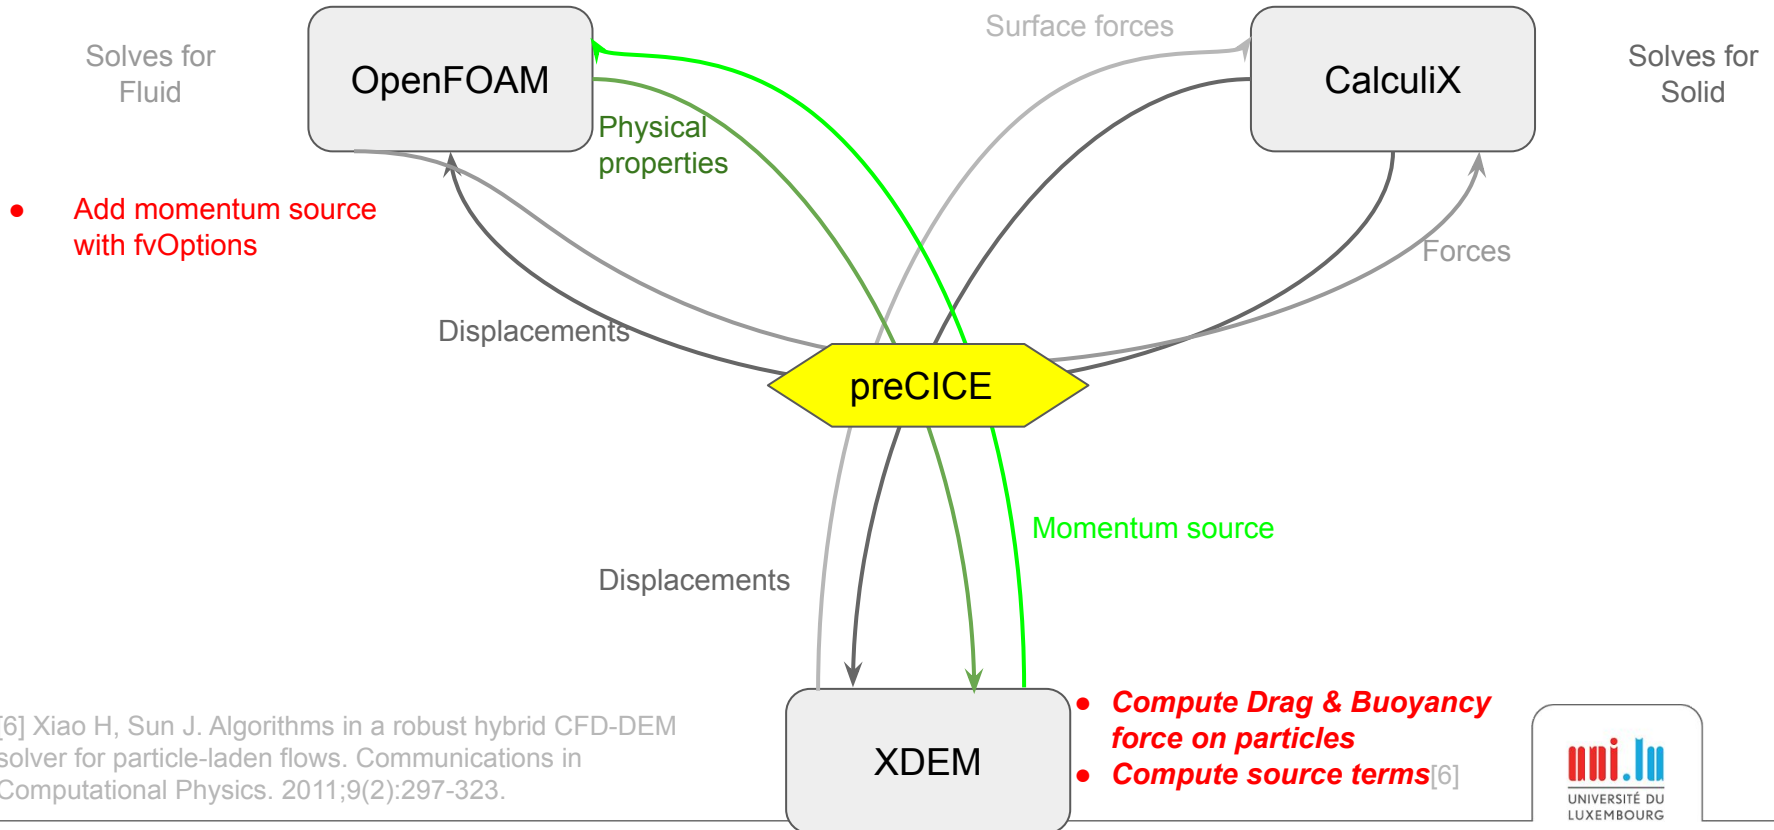 Surface forces
Solves for
Fluid
OpenFOAM
CalculiX
Solves for
Solid
Physical
properties
● Add momentum source
with fvOptions
Forces
Displacements
preCICE
Momentum source
Displacements
XDEM
● Compute Drag & Buoyancy
force on particles
● Compute source terms[6]
[6] Xiao H, Sun J. Algorithms in a robust hybrid CFD-DEM
solver for particle-laden flows. Communications in
Computational Physics. 2011;9(2):297-323.
uni.lu
UNIVERSITÉ DU
LUXEMBOURG